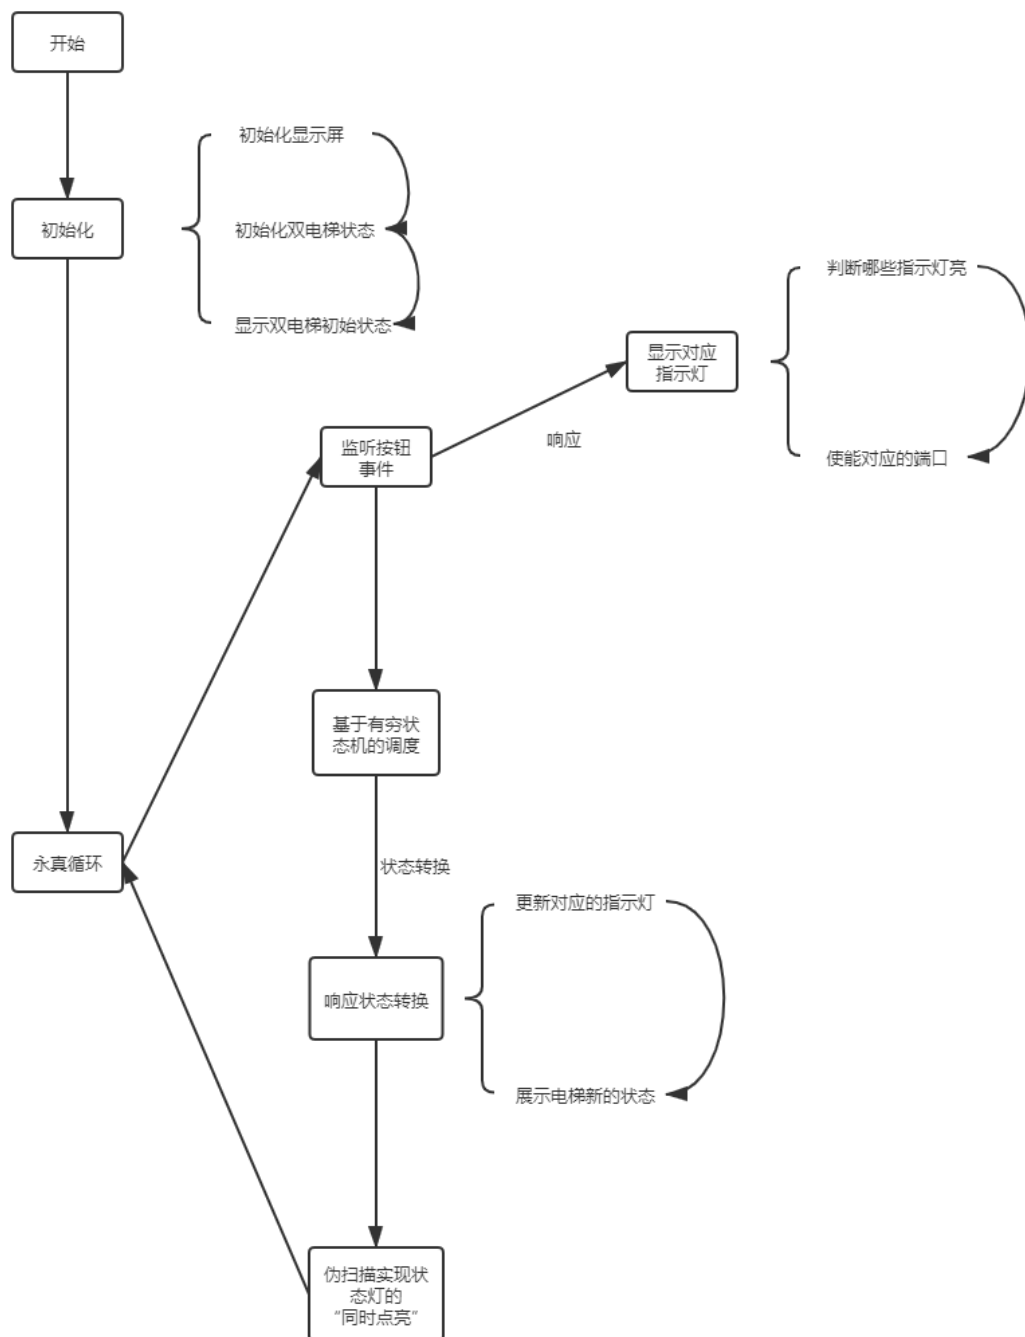 开始
初始化显示屏
初始化
初始化双电梯状态
显示双电梯初始状态
判断哪些指示灯亮
显示对应
指示灯
使能对应的端口
响应
监听按钮
事件
基于有穷状
态机的调度
永真循环
状态转换
更新对应的指示灯
响应状态转换
展示电梯新的状态
伪扫描实现状
态灯的
“同时点亮”